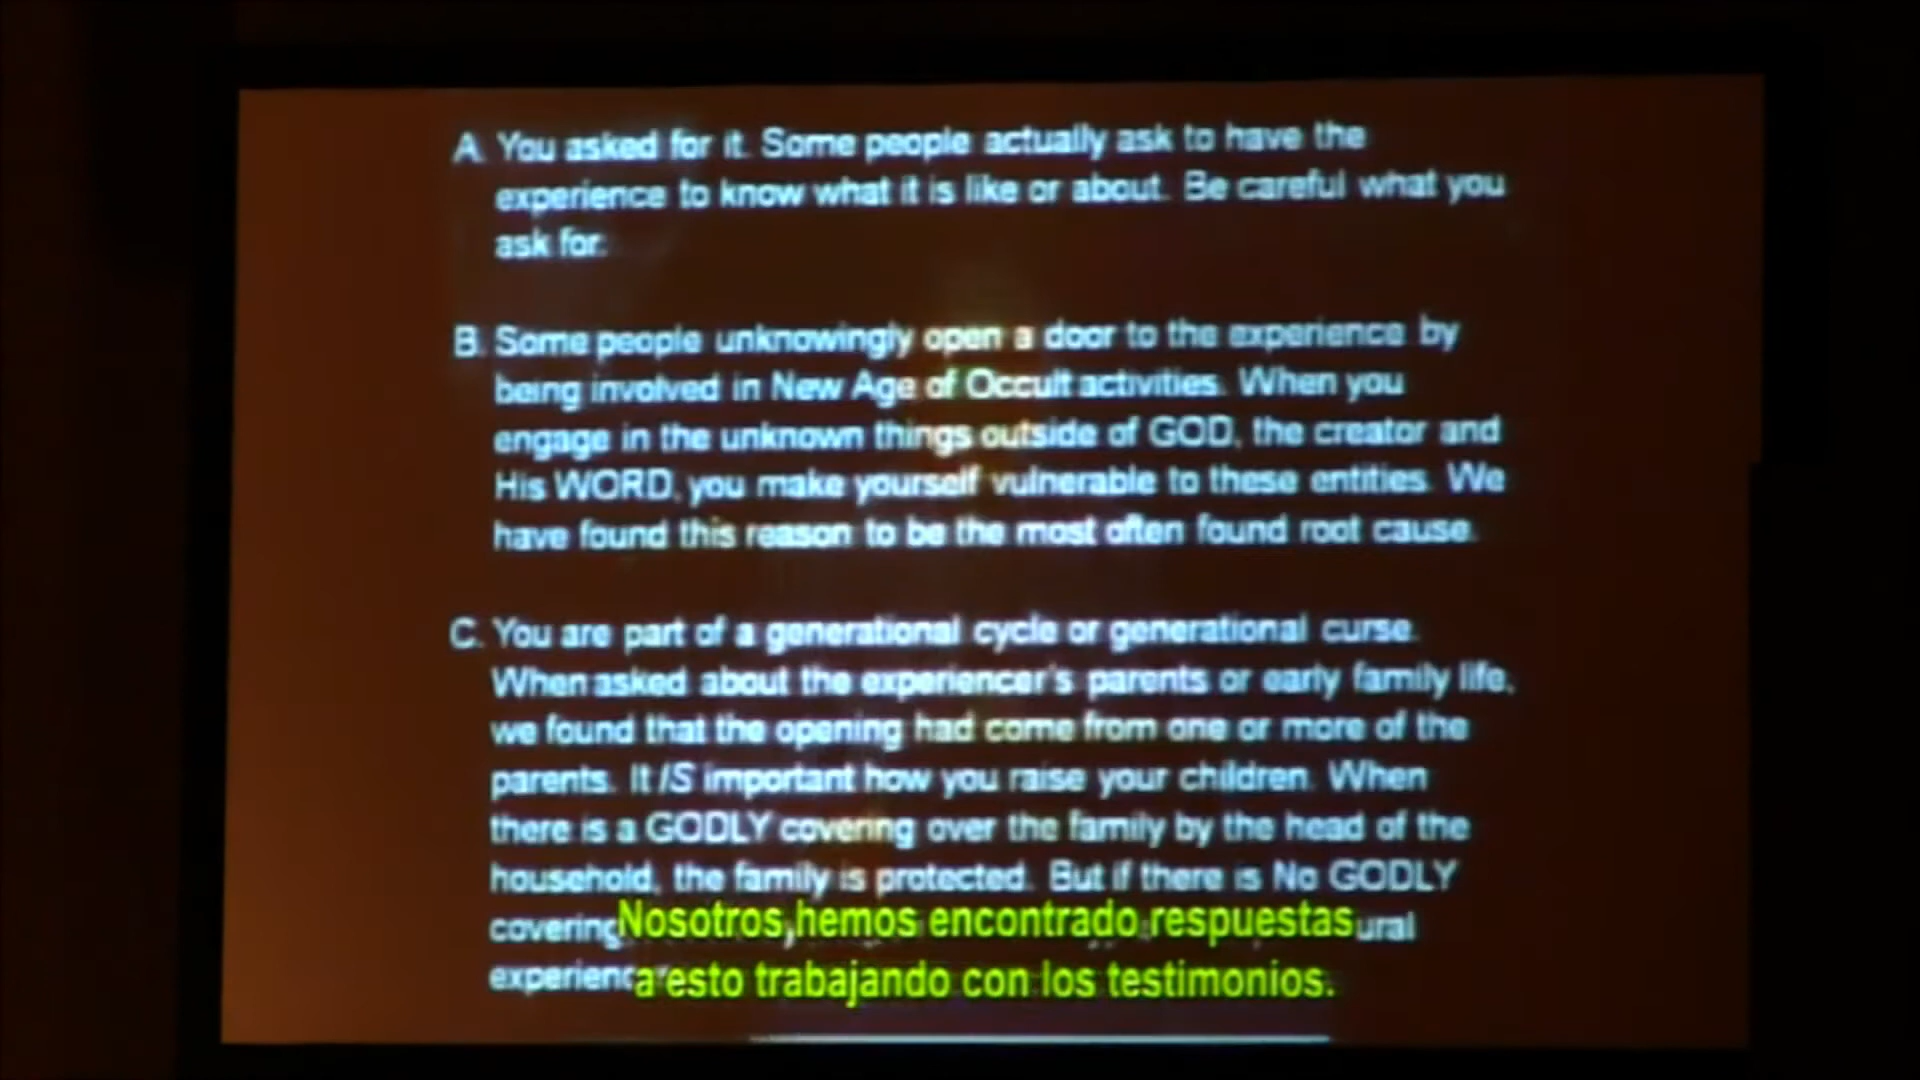 A. You asked for it. Some people actually ask to have the
experience to know what it is like or about. Be careful what you
ask for.
B. Some people unknowingly open a door to the experience by
being involved in New Age of Occult activities. When you
engage in the unknown things outside of GOD, the creator and
His WORD, you make yourself vulnerable to these entities. We
have found this reason to be the most often found root cause.
C. You are part of a generational cycle or generational curse.
When asked about the experiencer's parents or early family life,
we found that the opening had come from one or more of the
parents. It IS important how you raise your children. When
there is a GODLY covering over the family by the head of the
household, the family is protected. But if there is No GODLY
covering
Nosotros hemos encontrado respuestas
a esto trabajando con los testimonios.